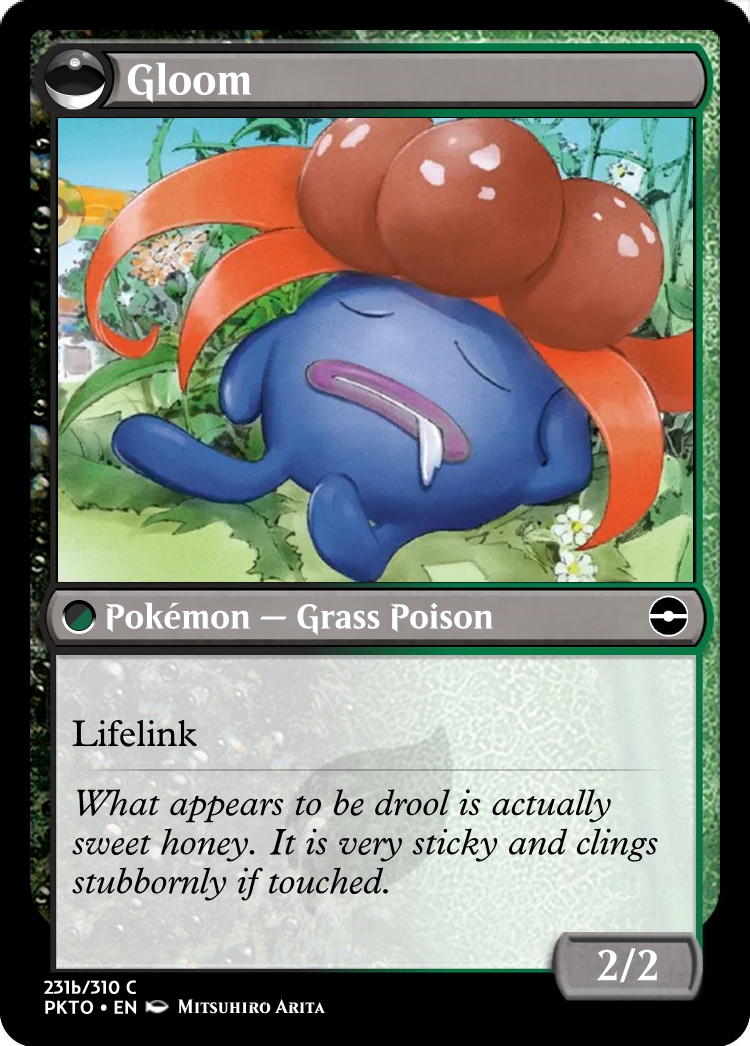 Gloom
Pokémon — Grass Poison
Lifelink
What appears to be drool is actually
sweet honey. It is very sticky and clings
stubbornly if touched.
2/2
231b/310 C
PKTO • EN Mitsuhiro Arita